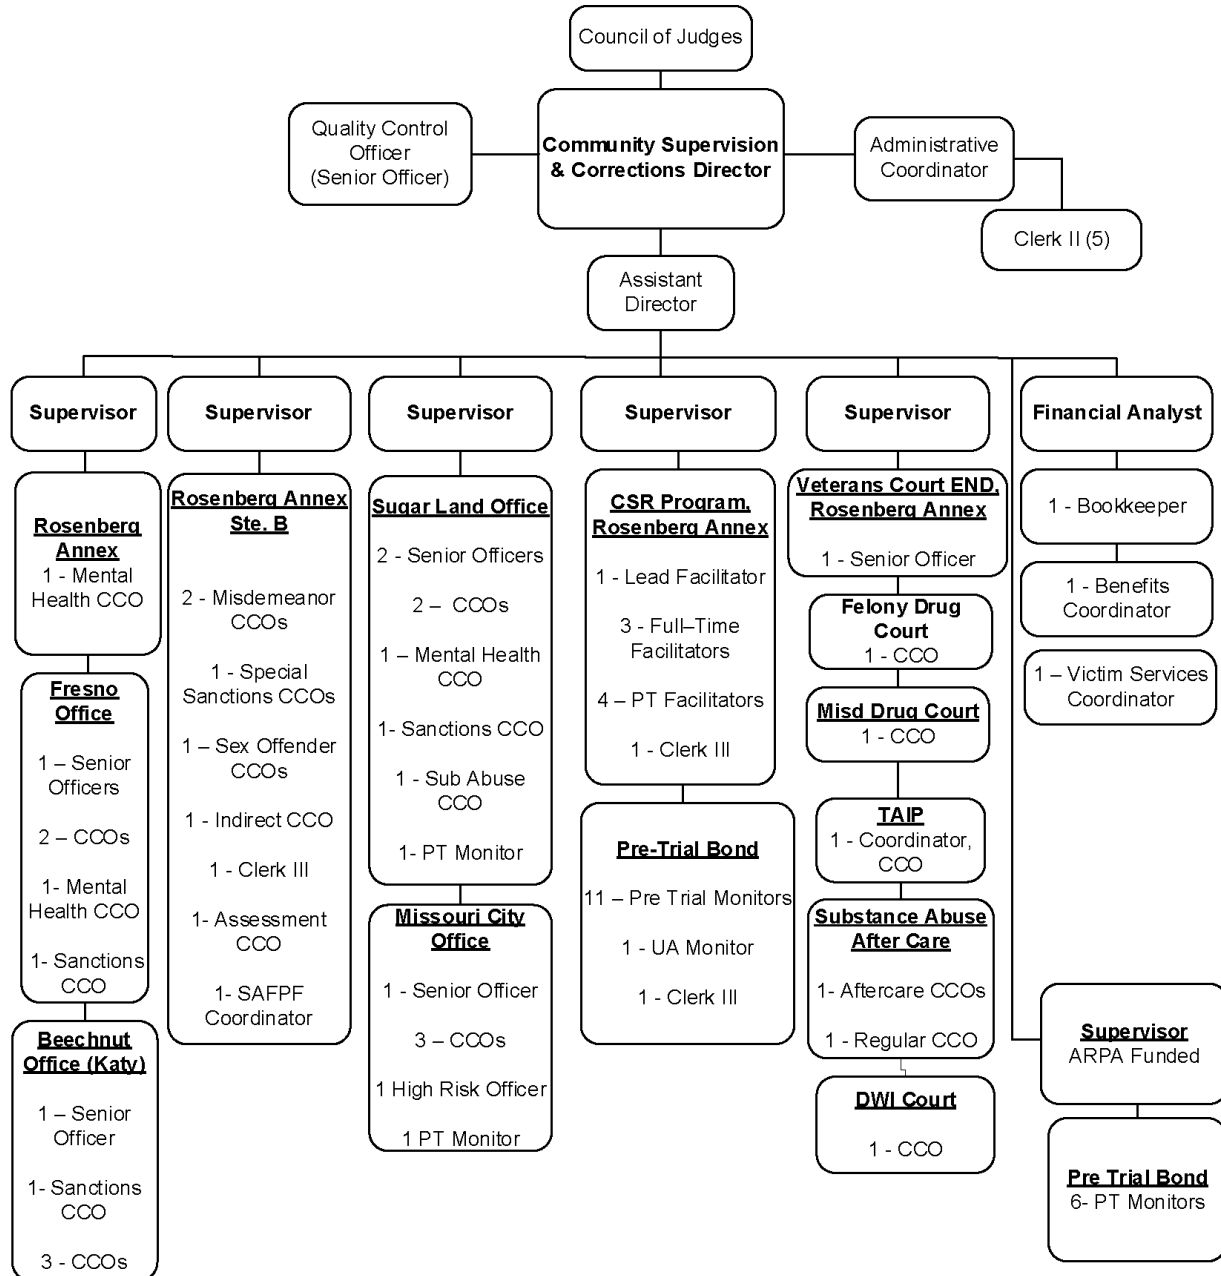 Council of Judges
Quality Control
Officer
(Senior Officer)
Community Supervision
& Corrections Director
Administrative
Coordinator
Clerk II (5)
Assistant
Director
Supervisor
Rosenberg
Annex
1 - Mental
Health CCO
Fresno
Office
1 – Senior
Officers
2 – CCOs
1- Mental
Health CCO
1- Sanctions
CCO
Beechnut
Office (Katy)
1 – Senior
Officer
1- Sanctions
CCO
3 - CCOs
Supervisor
Rosenberg Annex
Ste. B
2 - Misdemeanor
CCOs
1 - Special
Sanctions CCOs
1 – Sex Offender
CCOs
1 - Indirect CCO
1 - Clerk III
1- Assessment
CCO
1- SAFPF
Coordinator
Supervisor
Sugar Land Office
2 - Senior Officers
2 – CCOs
1 – Mental Health
CCO
1- Sanctions CCO
1 - Sub Abuse
CCO
1- PT Monitor
Missouri City
Office
1 - Senior Officer
3 – CCOs
1 High Risk Officer
1 PT Monitor
Supervisor
CSR Program,
Rosenberg Annex
1 - Lead Facilitator
3 - Full–Time
Facilitators
4 – PT Facilitators
1 - Clerk III
Pre-Trial Bond
11 – Pre Trial Monitors
1 - UA Monitor
1 - Clerk III
Supervisor
Veterans Court END,
Rosenberg Annex
1 - Senior Officer
Felony Drug
Court
1 - CCO
Misd Drug Court
1 - CCO
TAIP
1 - Coordinator,
CCO
Substance Abuse
After Care
1- Aftercare CCOs
1 - Regular CCO
DWI Court
1 - CCO
Financial Analyst
1 - Bookkeeper
1 - Benefits
Coordinator
1 – Victim Services
Coordinator
Supervisor
ARPA Funded
Pre Trial Bond
6- PT Monitors